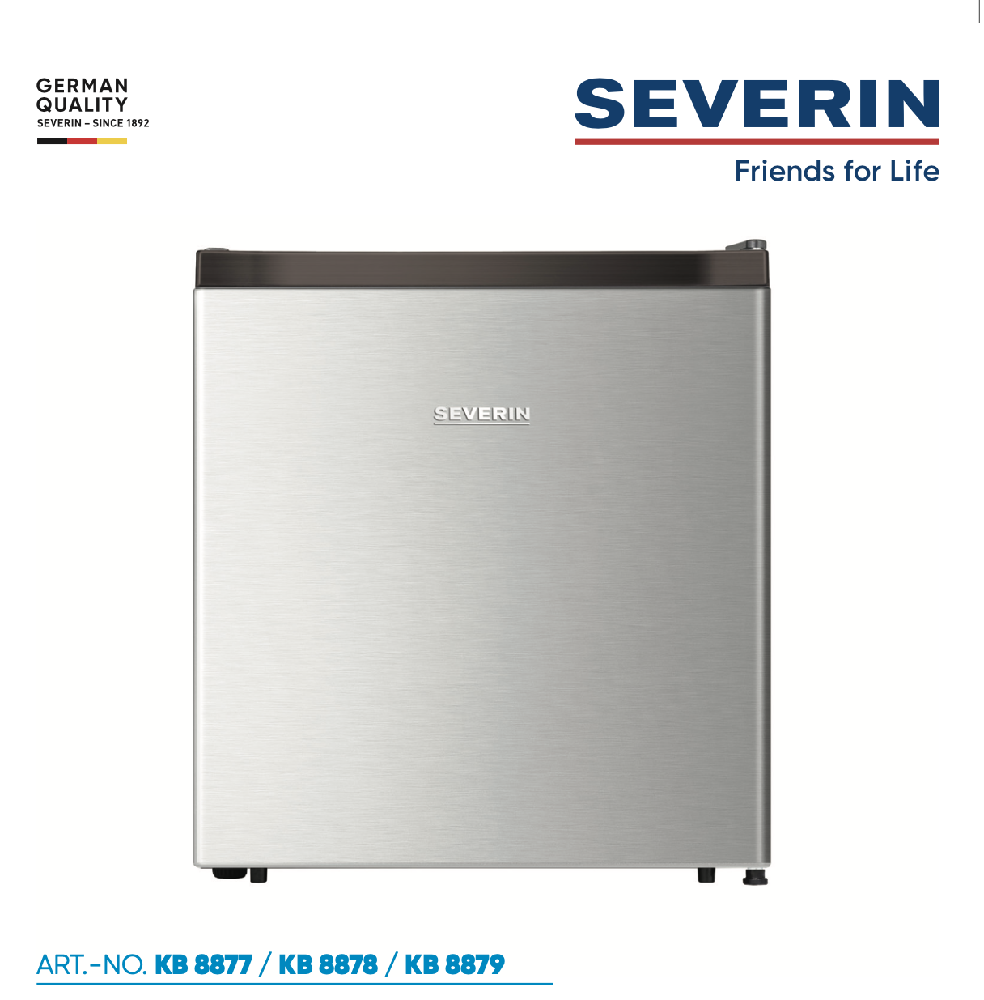 GERMAN
QUALITY
SEVERIN – SINCE 1892
SEVERIN
Friends for Life
SEVERIN
ART.-NO. KB 8877 / KB 8878 / KB 8879